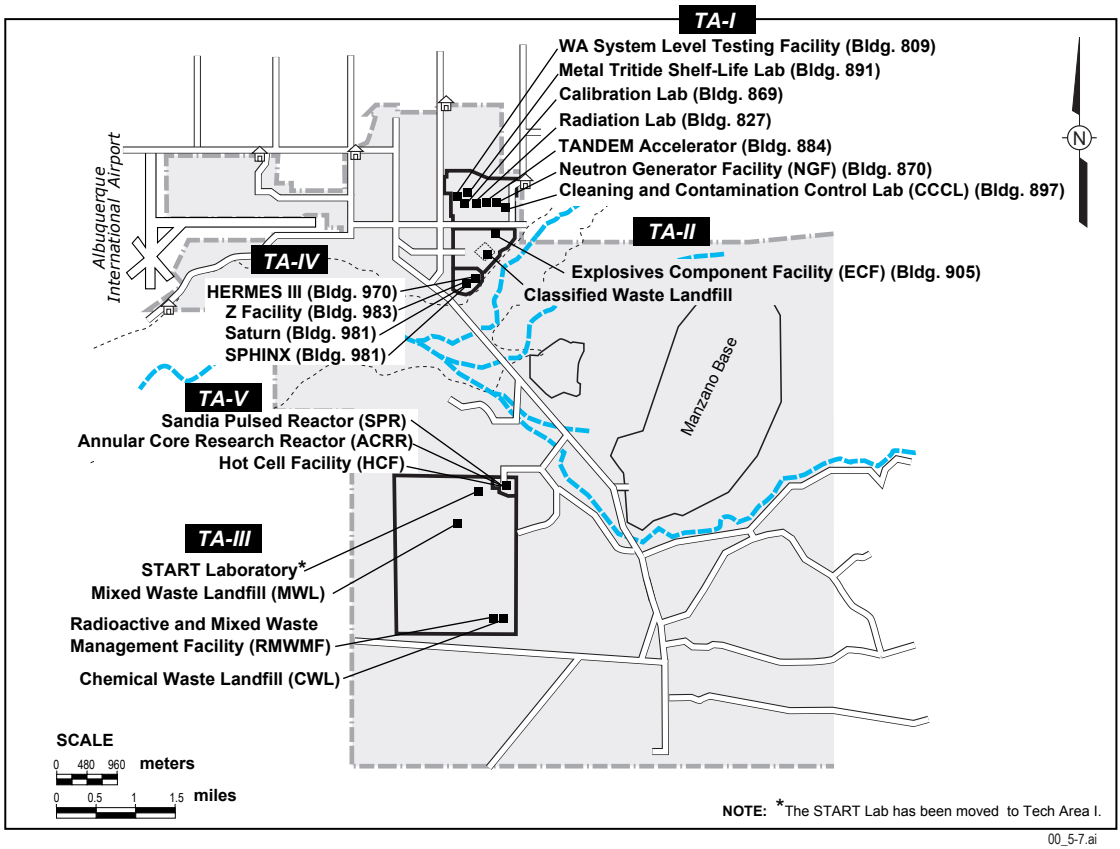 TA-I
WA System Level Testing Facility (Bldg. 809)
Metal Tritide Shelf-Life Lab (Bldg. 891)
Calibration Lab (Bldg. 869)
Radiation Lab (Bldg. 827)
TANDEM Accelerator (Bldg. 884)
Neutron Generator Facility (NGF) (Bldg. 870)
Cleaning and Contamination Control Lab (CCCL) (Bldg. 897)
N
Albuquerque
International Airport
TA-II
Explosives Component Facility (ECF) (Bldg. 905)
Classified Waste Landfill
TA-IV
HERMES III (Bldg. 970)
Z Facility (Bldg. 983)
Saturn (Bldg. 981)
SPHINX (Bldg. 981)
Manzano Base
TA-V
Sandia Pulsed Reactor (SPR)
Annular Core Research Reactor (ACRR)
Hot Cell Facility (HCF)
TA-III
START Laboratory*
Mixed Waste Landfill (MWL)
Radioactive and Mixed Waste
Management Facility (RMWMF)
Chemical Waste Landfill (CWL)
SCALE
0 480 960 meters
0 0.5 1 1.5 miles
NOTE: *The START Lab has been moved to Tech Area I.
00_5-7.ai